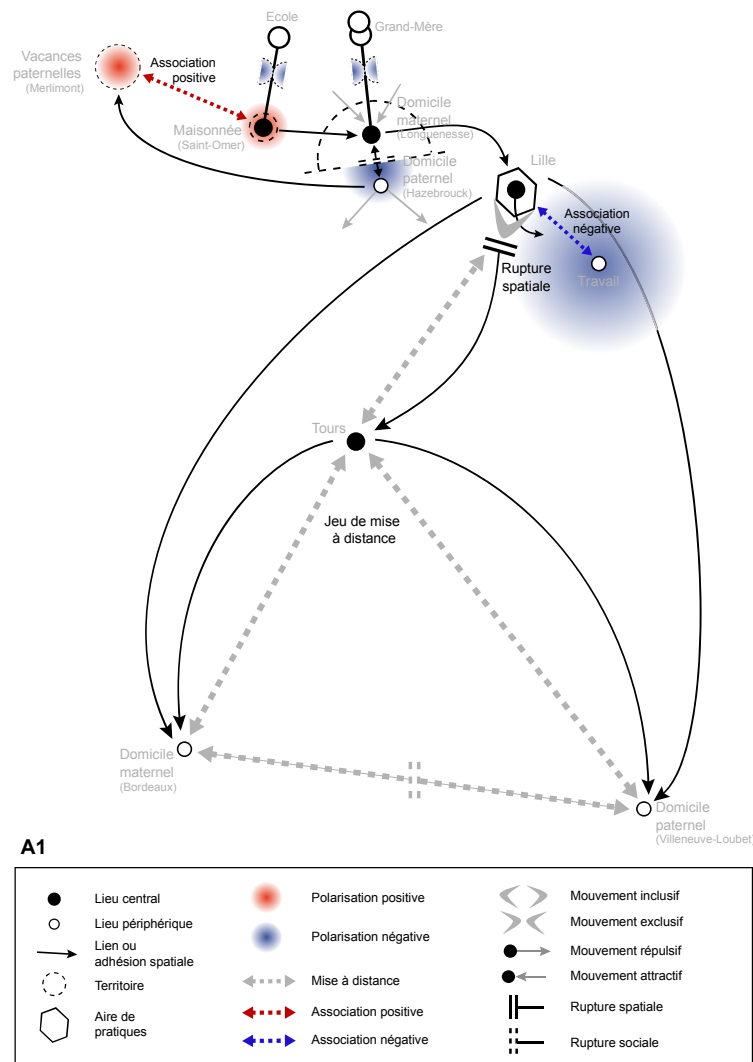 Ecole
Grand-Mère
Vacances
paternelles
(Merlimont)
Association
positive
Maisonnée
(Saint-Omer)
Domicile
maternel
(Longuenesse)
Domicile
paternel
(Hazebrouck)
Lille
Association
négative
Travail
Rupture
spatiale
Tours
Jeu de mise
à distance
Domicile
maternel
(Bordeaux)
Domicile
paternel
(Villeneuve-Loubet)
A1
Lieu central
Lieu périphérique
Lien ou
adhésion spatiale
Territoire
Aire de
pratiques
Polarisation positive
Polarisation négative
Mise à distance
Association positive
Association négative
Mouvement inclusif
Mouvement exclusif
Mouvement répulsif
Mouvement attractif
Rupture spatiale
Rupture sociale